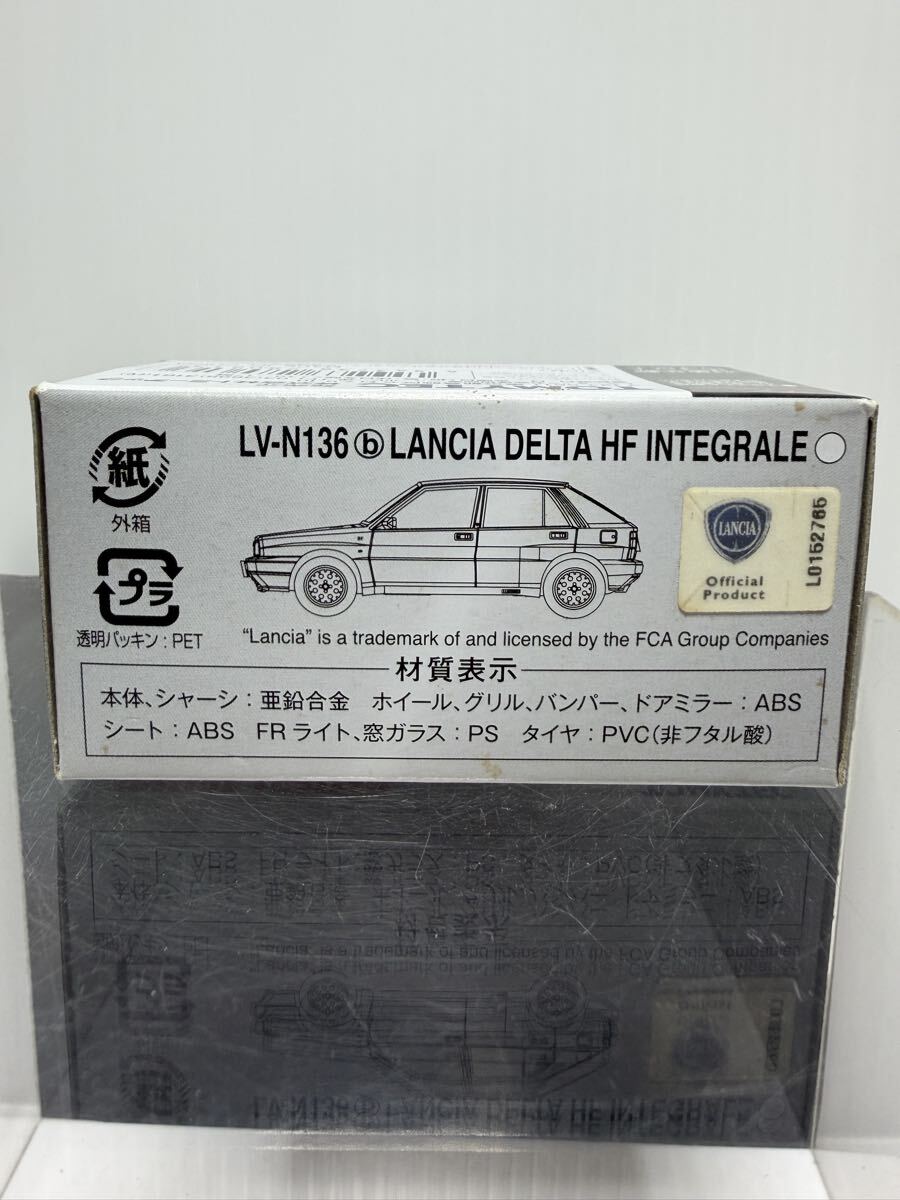 LV-N136 ⓑ LANCIA DELTA HF INTEGRALE
紙
外箱
プラ
透明パッキン：PET
LANCIA
Official
Product
L0152765
“Lancia” is a trademark of and licensed by the FCA Group Companies
材質表示
本体、シャーシ：亜鉛合金　ホイール、グリル、バンパー、ドアミラー：ABS
シート：ABS　FRライト、窓ガラス：PS　タイヤ：PVC（非フタル酸）